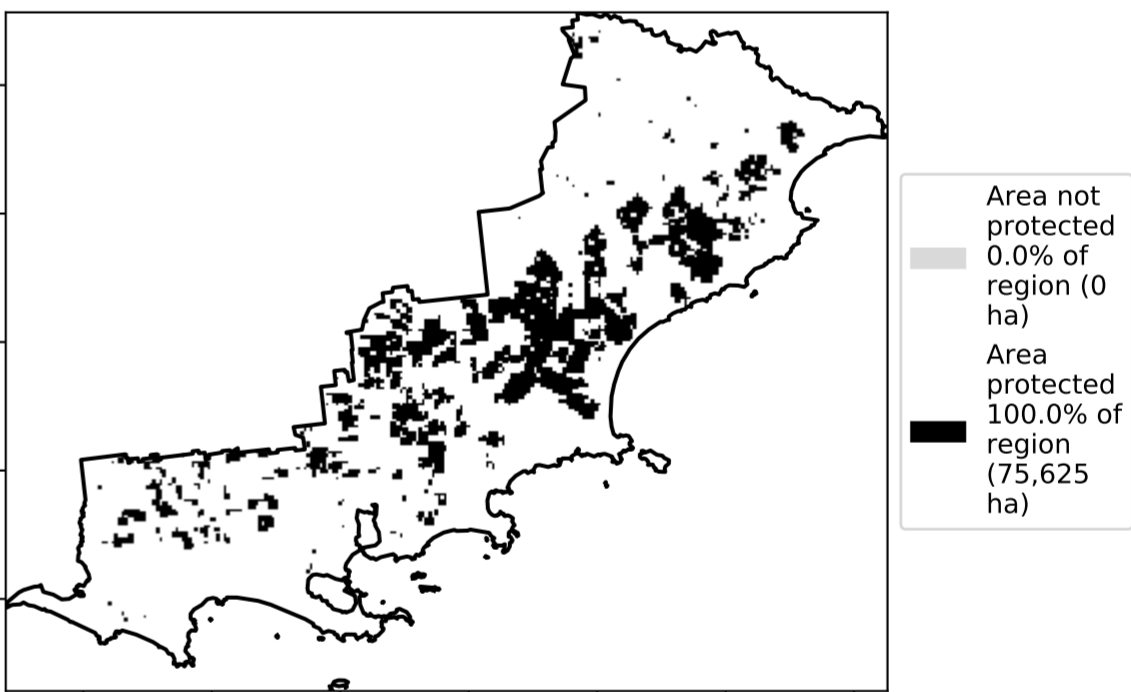 Area not
protected
0.0% of
region (0
ha)
Area
protected
100.0% of
region
(75,625
ha)